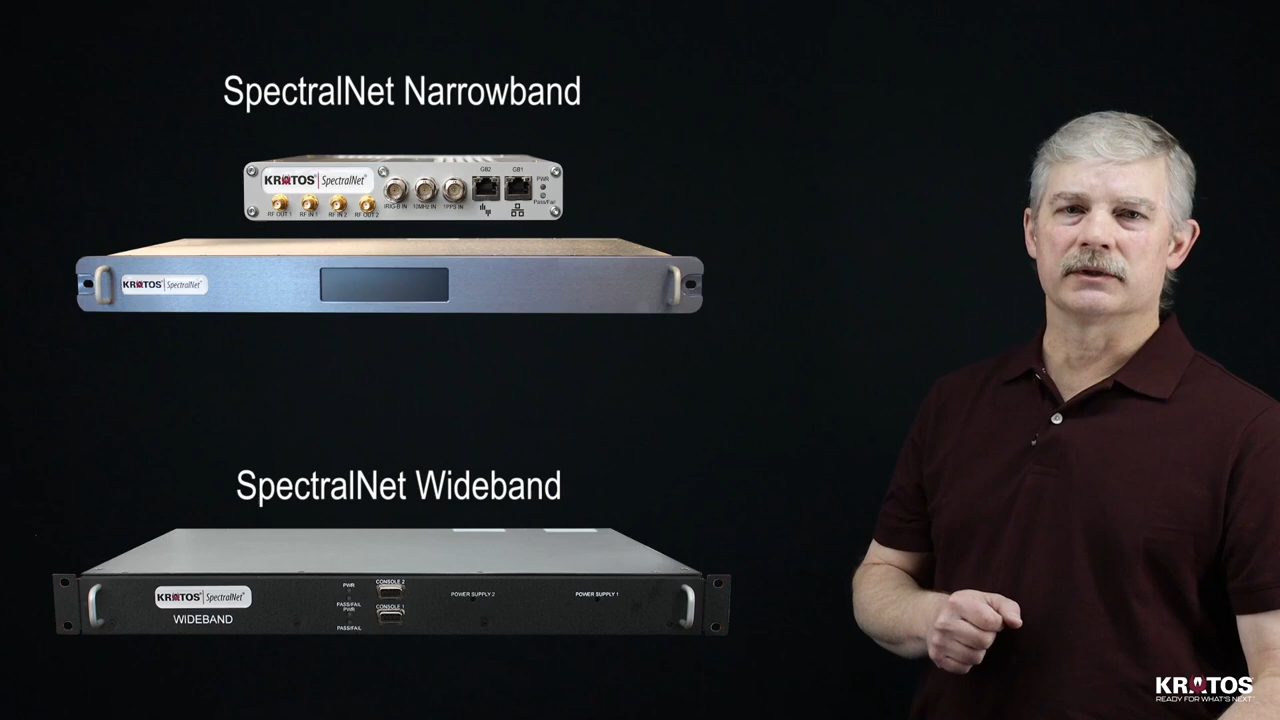 SpectralNet Narrowband
KRATOS SpectralNet®
GB2 GB1
PWR
Pass/Fail
IRIG-B IN 10MHz IN 1PPS IN
RF OUT 1 RF IN 1 RF IN 2 RF OUT 2
KRATOS SpectralNet®
SpectralNet Wideband
KRATOS SpectralNet®
WIDEBAND
PWR
PASS/FAIL
PWR
PASS/FAIL
CONSOLE 2
CONSOLE 1
POWER SUPPLY 2
POWER SUPPLY 1
KRATOS
READY FOR WHAT'S NEXT